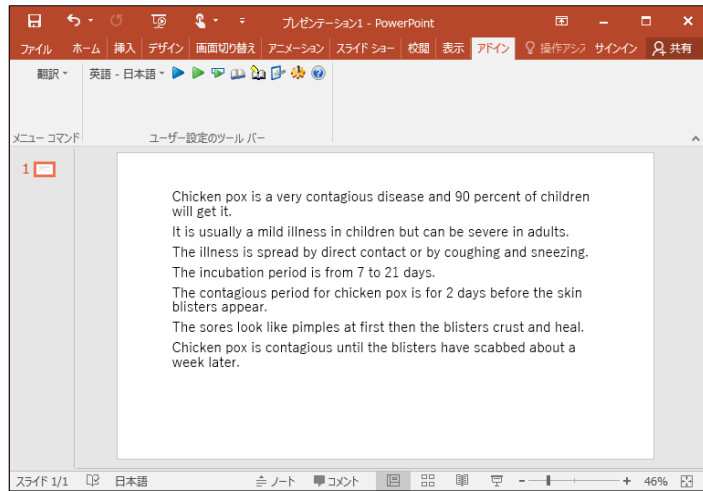 プレゼンテーション1 - PowerPoint
ファイル ホーム 挿入 デザイン 画面切り替え アニメーション スライド ショー 校閲 表示 アドイン 操作アシス サインイン 共有
翻訳 英語 - 日本語
メニュー コマンド ユーザー設定のツール バー
1
Chicken pox is a very contagious disease and 90 percent of children
will get it.
It is usually a mild illness in children but can be severe in adults.
The illness is spread by direct contact or by coughing and sneezing.
The incubation period is from 7 to 21 days.
The contagious period for chicken pox is for 2 days before the skin
blisters appear.
The sores look like pimples at first then the blisters crust and heal.
Chicken pox is contagious until the blisters have scabbed about a
week later.
スライド 1/1 日本語 ノート コメント 46%